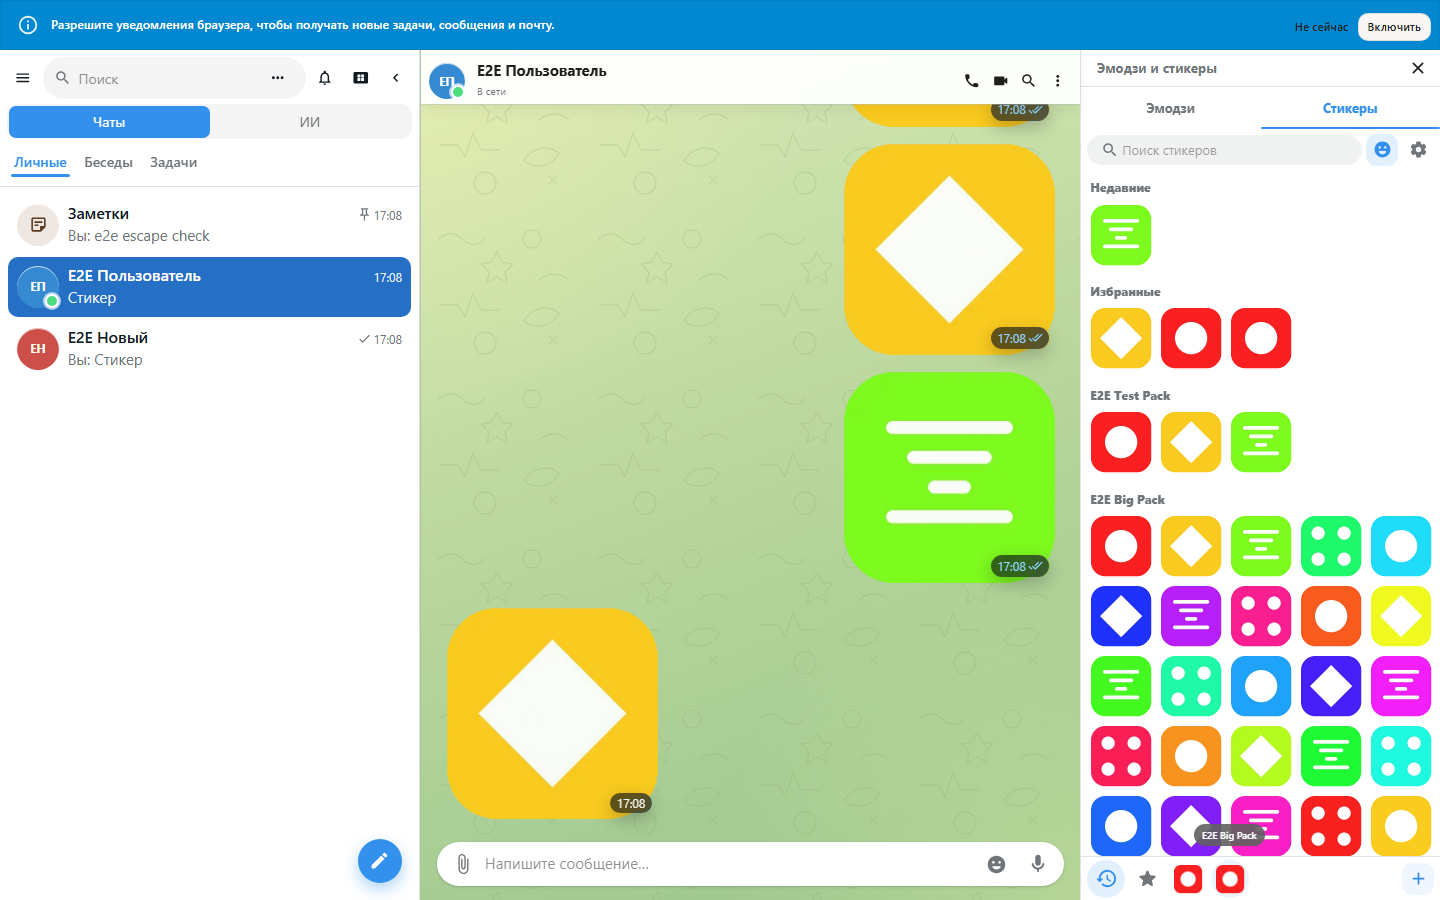 Разрешите уведомления браузера, чтобы получать новые задачи, сообщения и почту.
Не сейчас
Включить
Поиск
Чаты
ИИ
Личные
Беседы
Задачи
Заметки
17:08
Вы: e2e escape check
ЕП
E2E Пользователь
17:08
Стикер
ЕН
E2E Новый
17:08
Вы: Стикер
ЕП
E2E Пользователь
В сети
17:08
17:08
17:08
17:08
Напишите сообщение...
Эмодзи и стикеры
Эмодзи
Стикеры
Поиск стикеров
Недавние
Избранные
E2E Test Pack
E2E Big Pack
E2E Big Pack